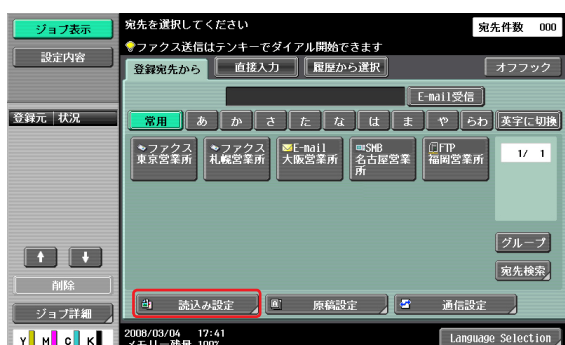 ジョブ表示
設定内容
登録元 状況
削除
ジョブ詳細
Y M C K
宛先を選択してください
宛先件数 000
ファクス送信はテンキーでダイアル開始できます
登録宛先から 直接入力 履歴から選択 オフフック
E-mail受信
常用 あ か さ た な は ま や らわ 英字に切換
ファクス
東京営業所
ファクス
札幌営業所
E-mail
大阪営業所
SMB
名古屋営業
所
FTP
福岡営業所
1/ 1
グループ
宛先検索
読込み設定 原稿設定 通信設定
2008/03/04 17:41
メモリー残量 100%
Language Selection